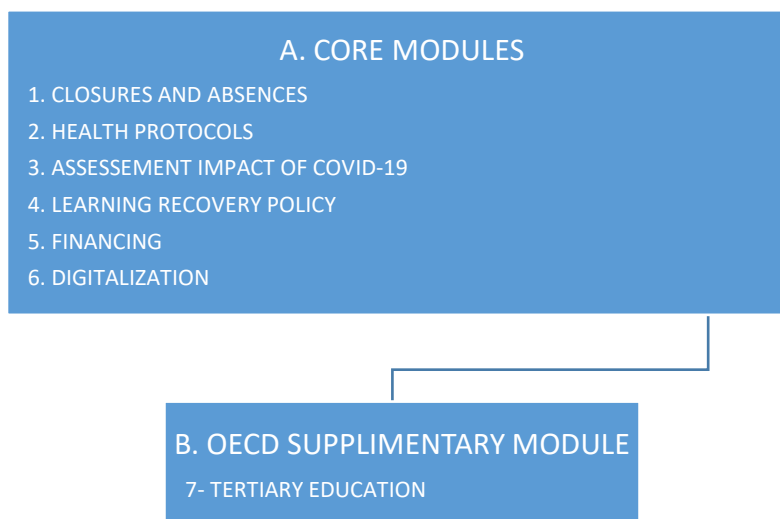 A. CORE MODULES
1. CLOSURES AND ABSENCES
2. HEALTH PROTOCOLS
3. ASSESSEMENT IMPACT OF COVID-19
4. LEARNING RECOVERY POLICY
5. FINANCING
6. DIGITALIZATION
B. OECD SUPPLIMENTARY MODULE
7- TERTIARY EDUCATION